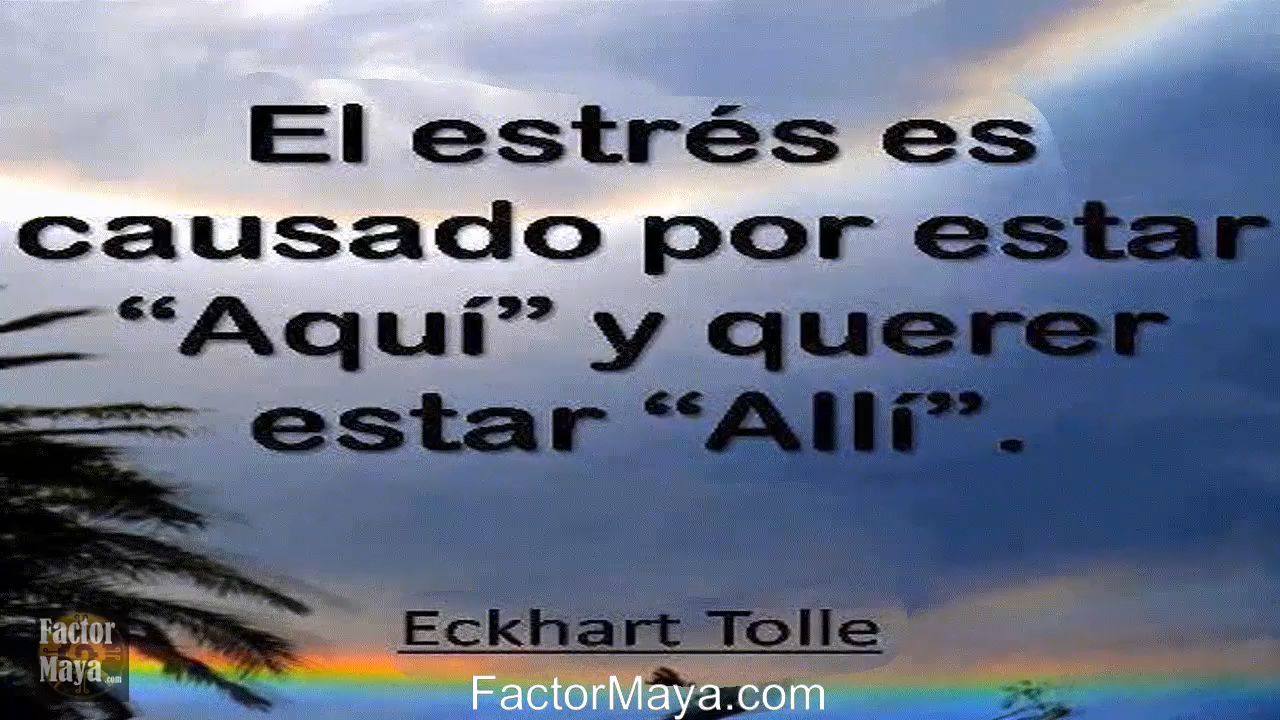 El estrés es
causado por estar
“Aquí” y querer
estar “Allí”.
Eckhart Tolle
Factor
Maya.com
FactorMaya.com